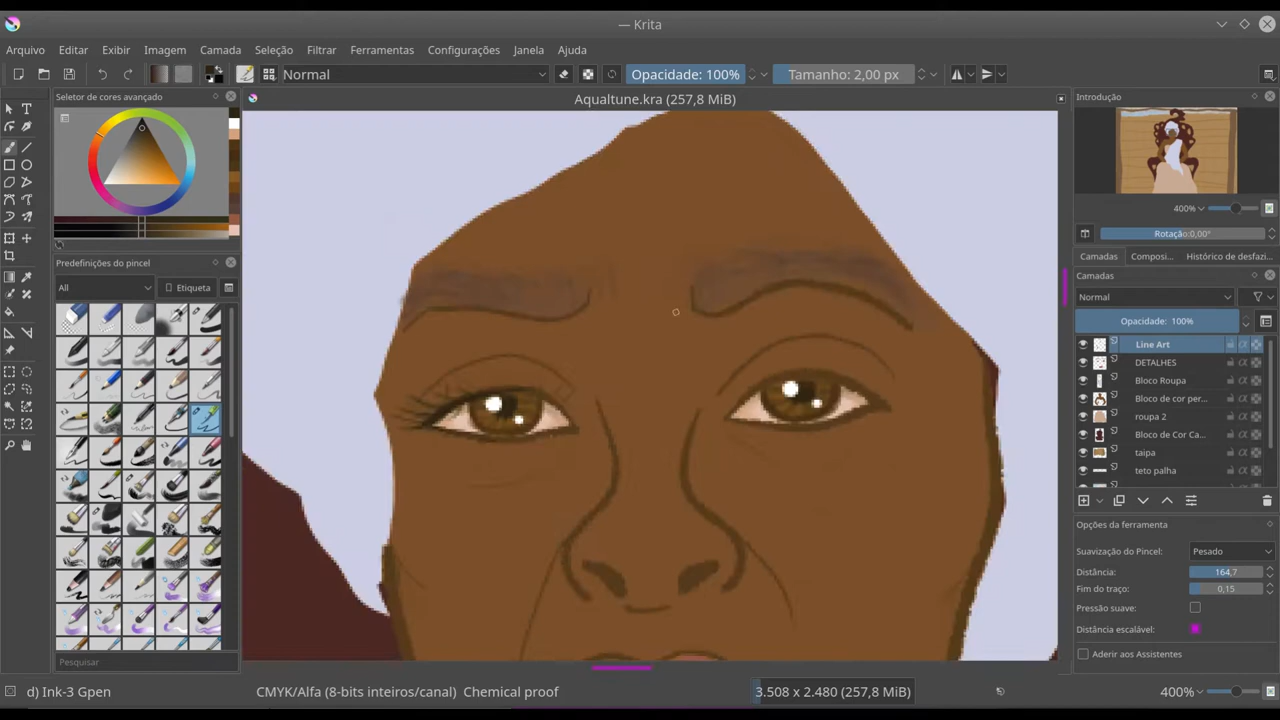 — Krita
Arquivo Editar Exibir Imagem Camada Seleção Filtrar Ferramentas Configurações Janela Ajuda
Normal Opacidade: 100% Tamanho: 2,00 px
Seletor de cores avançado
Aqualtune.kra (257,8 MiB)
Introdução
400%
Rotação: 0,00°
Predefinições do pincel
All Etiqueta
Camadas Composi... Histórico de desfazi...
Camadas
Normal
Opacidade: 100%
Line Art
DETALHES
Bloco Roupa
Bloco de cor per...
roupa 2
Bloco de Cor Ca...
taipa
teto palha
Opções da ferramenta
Suavização do Pincel: Pesado
Distância: 164,7
Fim do traço: 0,15
Pressão suave:
Distância escalável:
Aderir aos Assistentes
Pesquisar
d) Ink-3 Gpen CMYK/Alfa (8-bits inteiros/canal) Chemical proof 3.508 x 2.480 (257,8 MiB) 400%